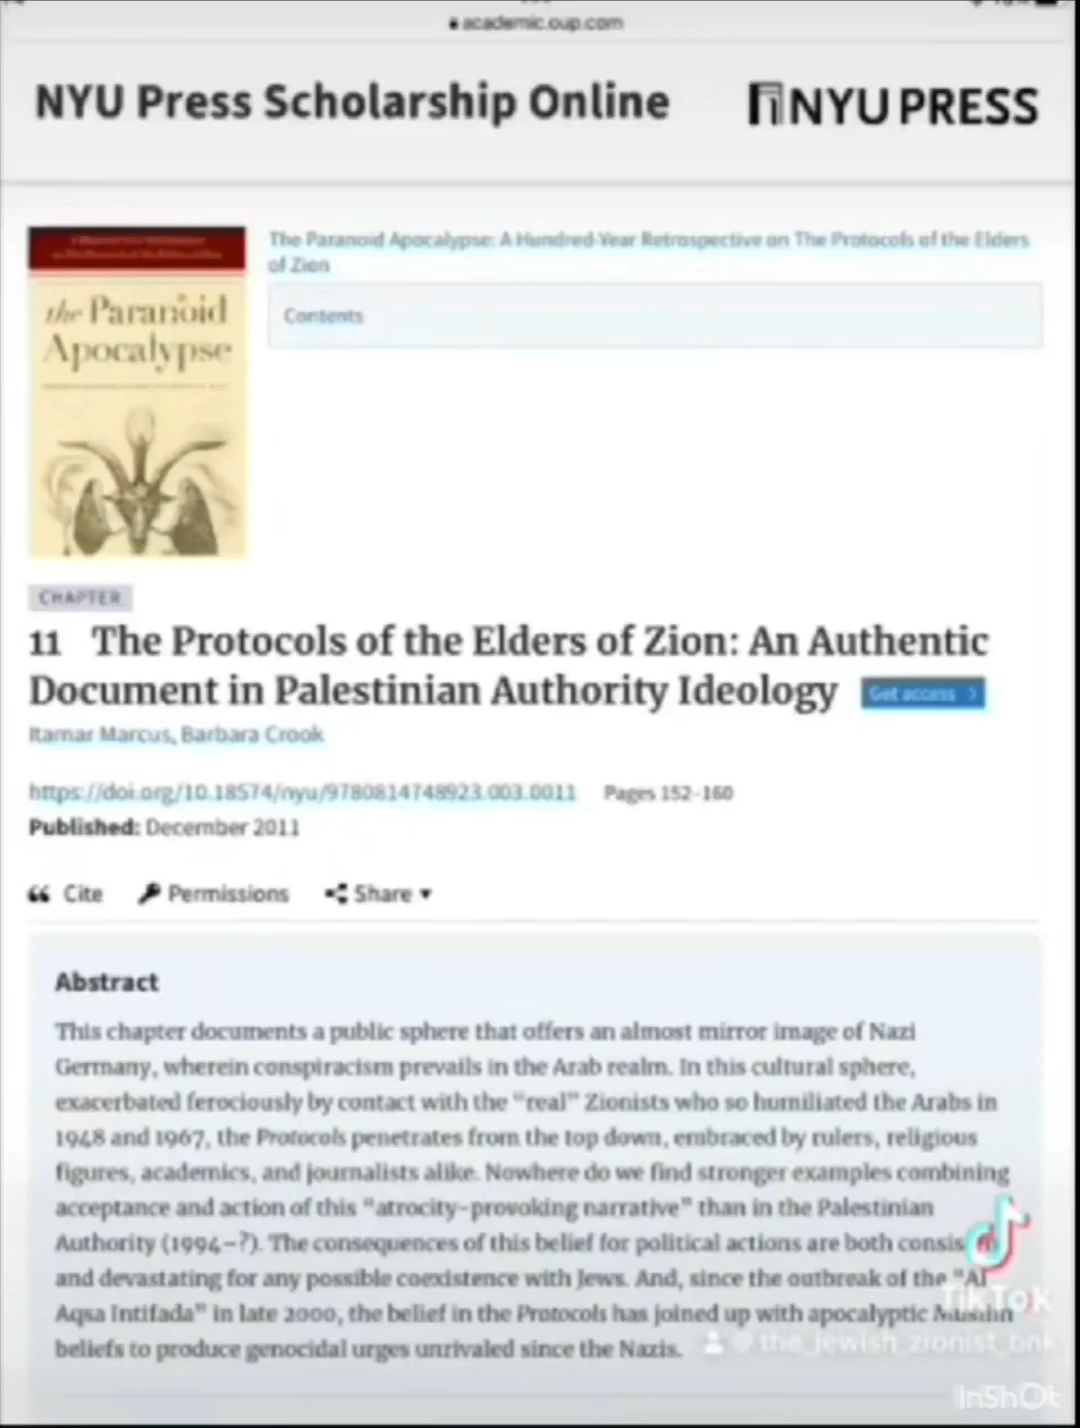 academic.oup.com
NYU Press Scholarship Online
NYU PRESS
The Paranoid Apocalypse: A Hundred-Year Retrospective on The Protocols of the Elders
of Zion
Contents
the Paranoid
Apocalypse
CHAPTER
11 The Protocols of the Elders of Zion: An Authentic
Document in Palestinian Authority Ideology Get access
Itamar Marcus, Barbara Crook
https://doi.org/10.18574/nyu/9780814748923.003.0011 Pages 152–160
Published: December 2011
Cite Permissions Share
Abstract
This chapter documents a public sphere that offers an almost mirror image of Nazi
Germany, wherein conspiracism prevails in the Arab realm. In this cultural sphere,
exacerbated ferociously by contact with the "real" Zionists who so humiliated the Arabs in
1948 and 1967, the Protocols penetrates from the top down, embraced by rulers, religious
figures, academics, and journalists alike. Nowhere do we find stronger examples combining
acceptance and action of this "atrocity-provoking narrative" than in the Palestinian
Authority (1994–?). The consequences of this belief for political actions are both
and devastating for any possible coexistence with Jews. And, since the outbreak of the "Al
Aqsa Intifada" in late 2000, the belief in the Protocols has joined up with apocalyptic Muslim
beliefs to produce genocidal urges unrivaled since the Nazis.
TikTok
@the_jewish_zionist_bnk
InShOt